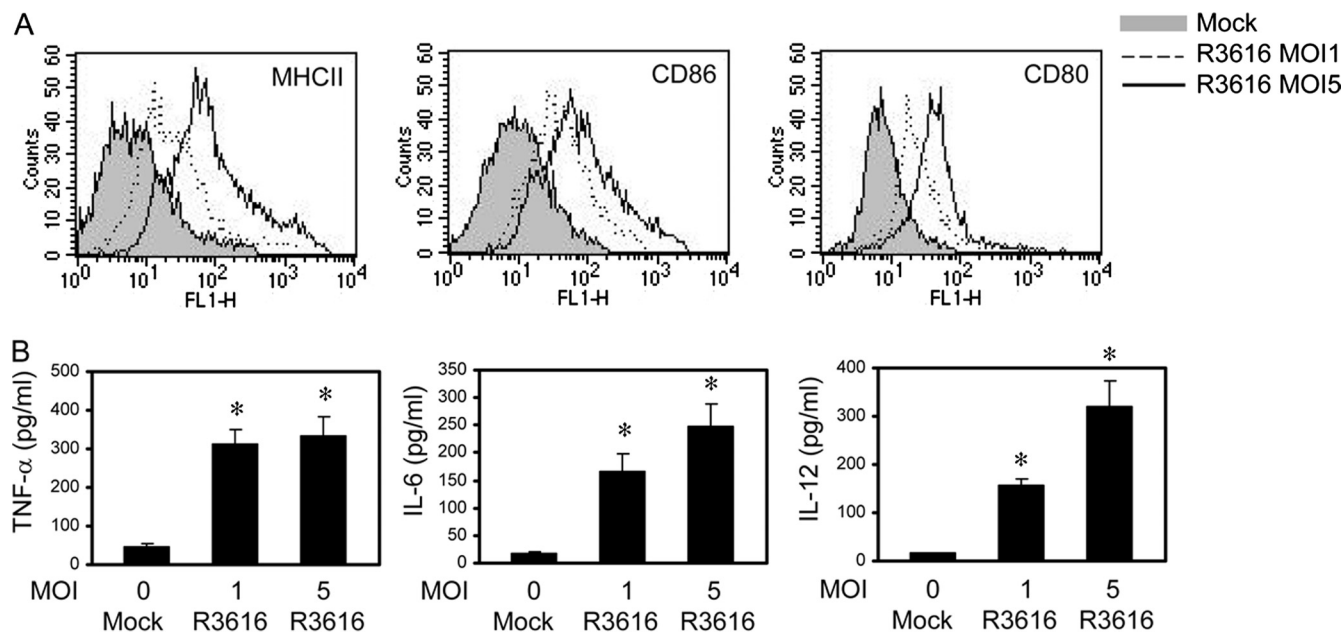 A
Mock
R3616 MOI1
R3616 MOI5
MHCII
Counts
60
50
40
30
20
10
0
10^0 10^1 10^2 10^3 10^4
FL1-H
CD86
Counts
60
50
40
30
20
10
0
10^0 10^1 10^2 10^3 10^4
FL1-H
CD80
Counts
60
50
40
30
20
10
0
10^0 10^1 10^2 10^3 10^4
FL1-H
B
TNF-α (pg/ml)
500
400
300
200
100
0
* *
MOI 0 1 5
Mock R3616 R3616
IL-6 (pg/ml)
350
300
250
200
150
100
50
0
* *
MOI 0 1 5
Mock R3616 R3616
IL-12 (pg/ml)
400
300
200
100
0
* *
MOI 0 1 5
Mock R3616 R3616